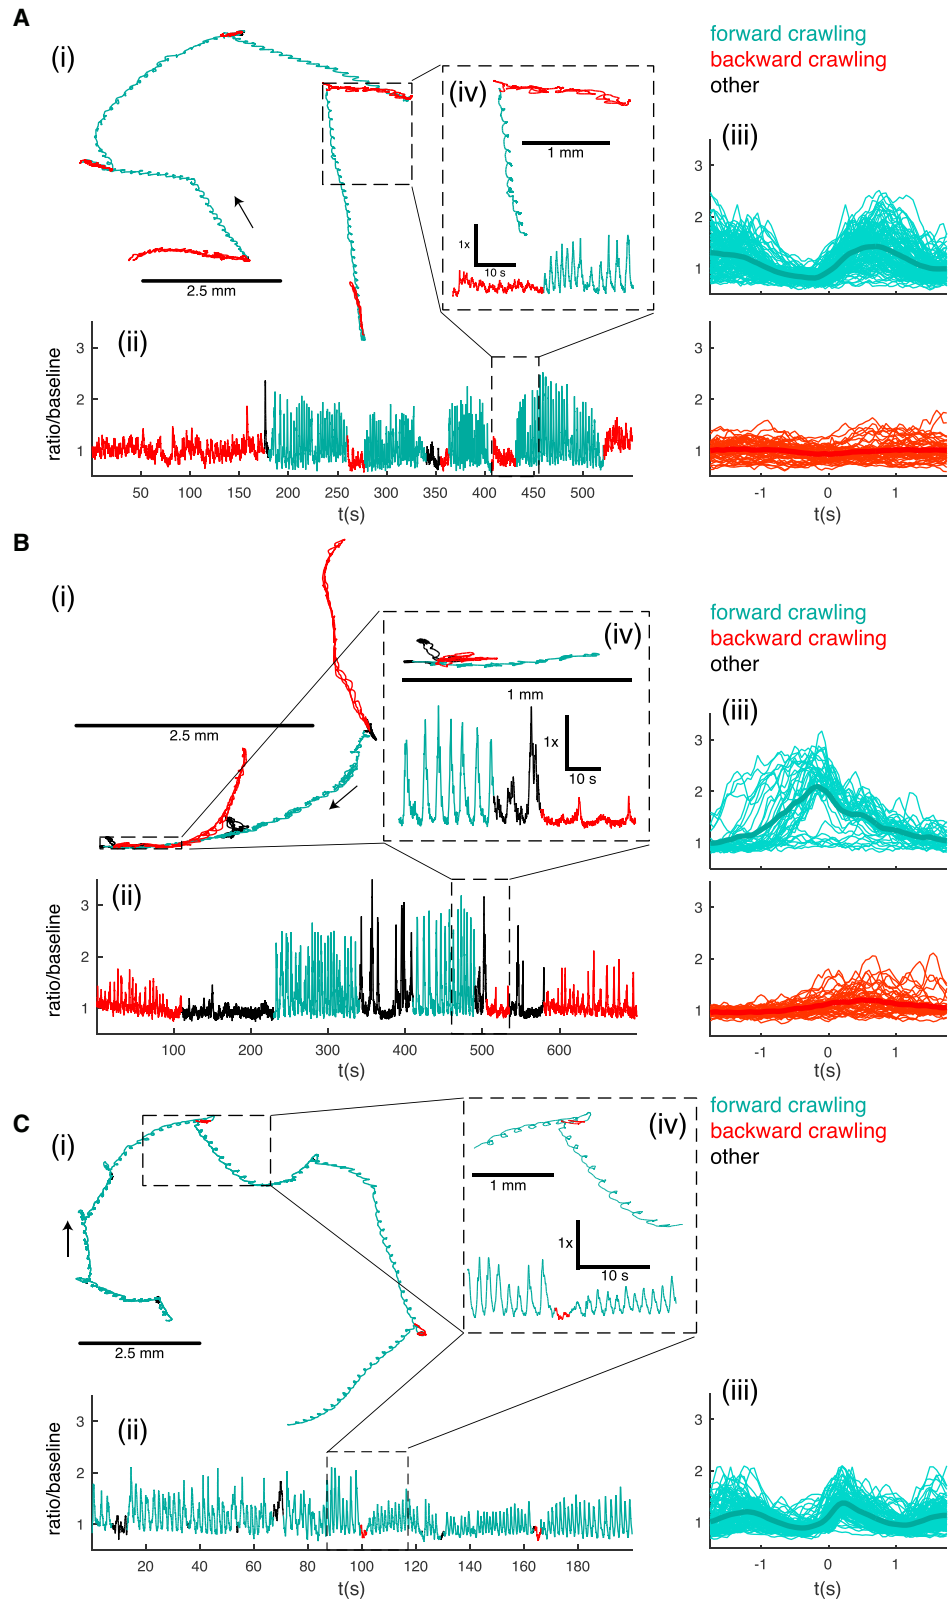 A
(i)
2.5 mm
(iv)
1 mm
1x
10 s
forward crawling
backward crawling
other
(iii)
3
2
1
3
2
1
-1 0 1
t(s)
(ii)
ratio/baseline
3
2
1
50 100 150 200 250 300 350 400 450 500
t(s)
B
(i)
2.5 mm
(iv)
1 mm
1x
10 s
forward crawling
backward crawling
other
(iii)
3
2
1
3
2
1
-1 0 1
t(s)
(ii)
ratio/baseline
3
2
1
100 200 300 400 500 600
t(s)
C
(i)
2.5 mm
(iv)
1 mm
1x
10 s
forward crawling
backward crawling
other
(ii)
ratio/baseline
3
2
1
20 40 60 80 100 120 140 160 180
t(s)
(iii)
3
2
1
-1 0 1
t(s)